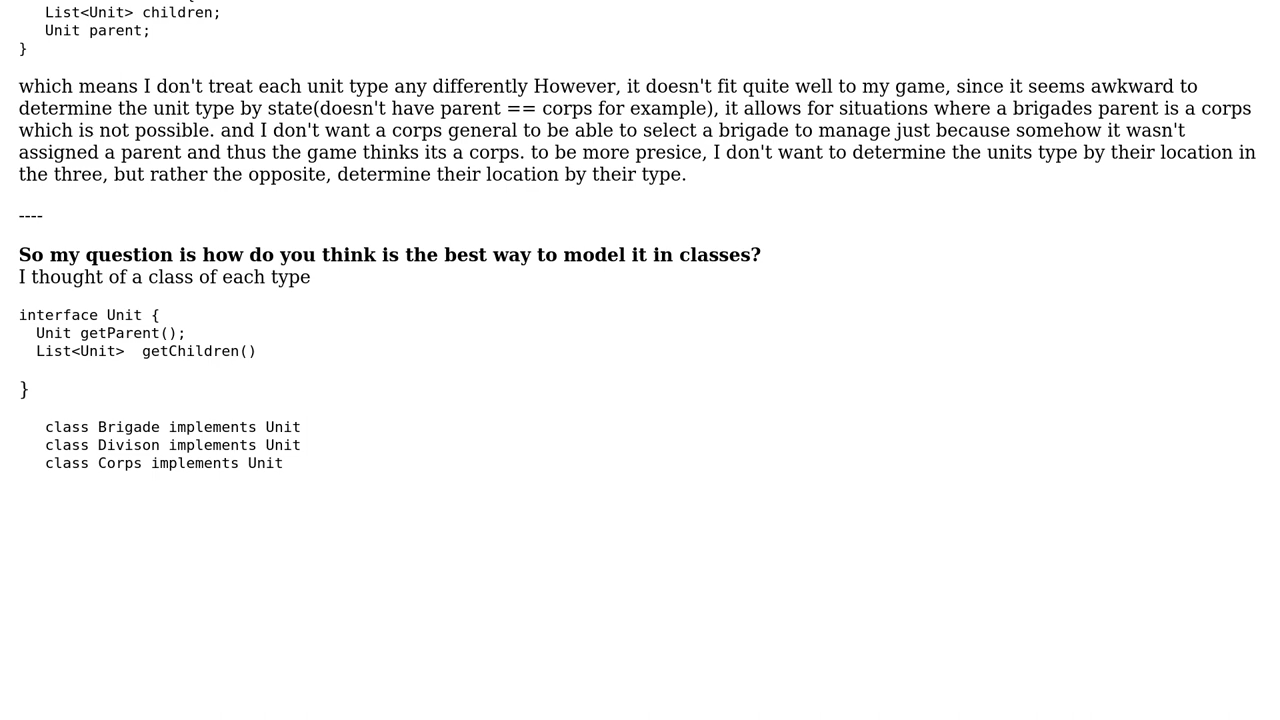 List<Unit> children;
Unit parent;
}
which means I don't treat each unit type any differently However, it doesn't fit quite well to my game, since it seems awkward to
determine the unit type by state(doesn't have parent == corps for example), it allows for situations where a brigades parent is a corps
which is not possible. and I don't want a corps general to be able to select a brigade to manage just because somehow it wasn't
assigned a parent and thus the game thinks its a corps. to be more presice, I don't want to determine the units type by their location in
the three, but rather the opposite, determine their location by their type.
----
So my question is how do you think is the best way to model it in classes?
I thought of a class of each type
interface Unit {
Unit getParent();
List<Unit>  getChildren()
}
class Brigade implements Unit
class Divison implements Unit
class Corps implements Unit